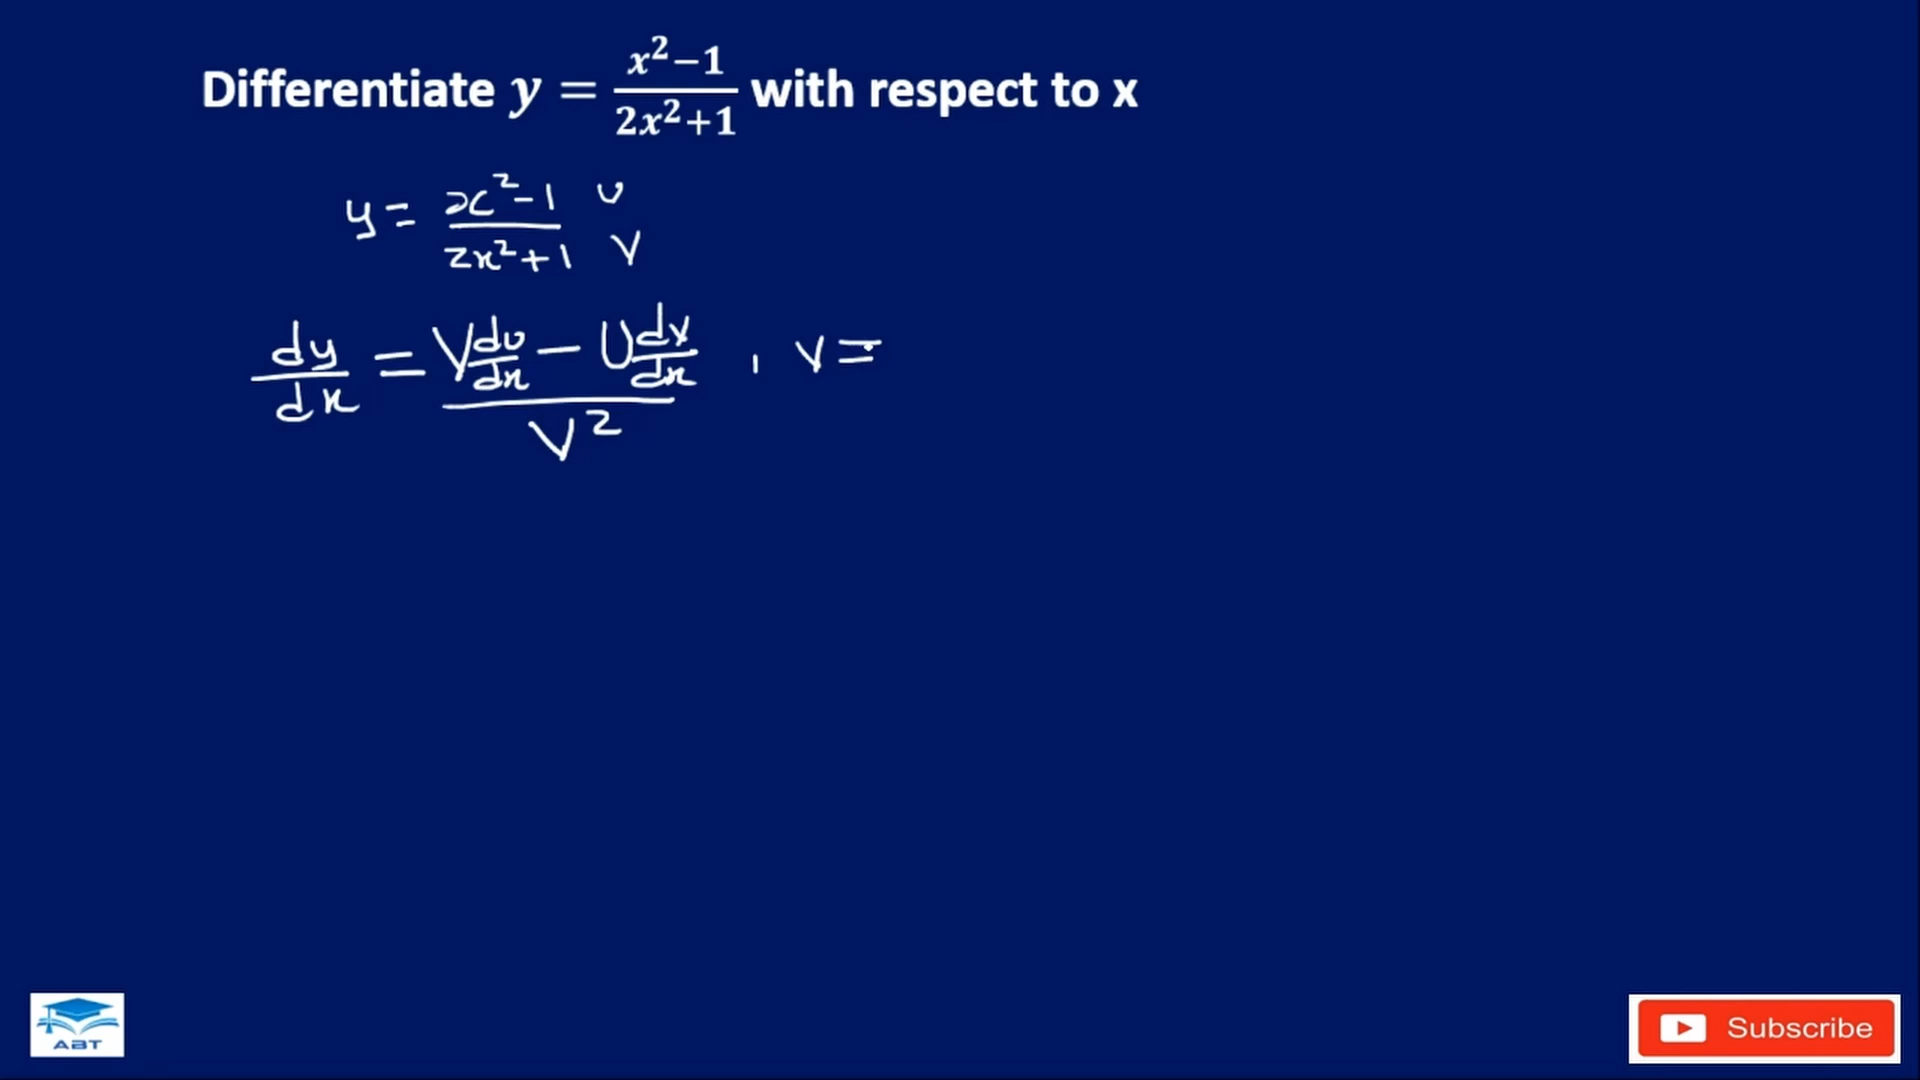 Differentiate y = x²−1 / 2x²+1 with respect to x
y = x²-1 / 2x²+1 U V
dy/dx = (V du/dx − U dv/dx) / V² , v =
ABT
Subscribe